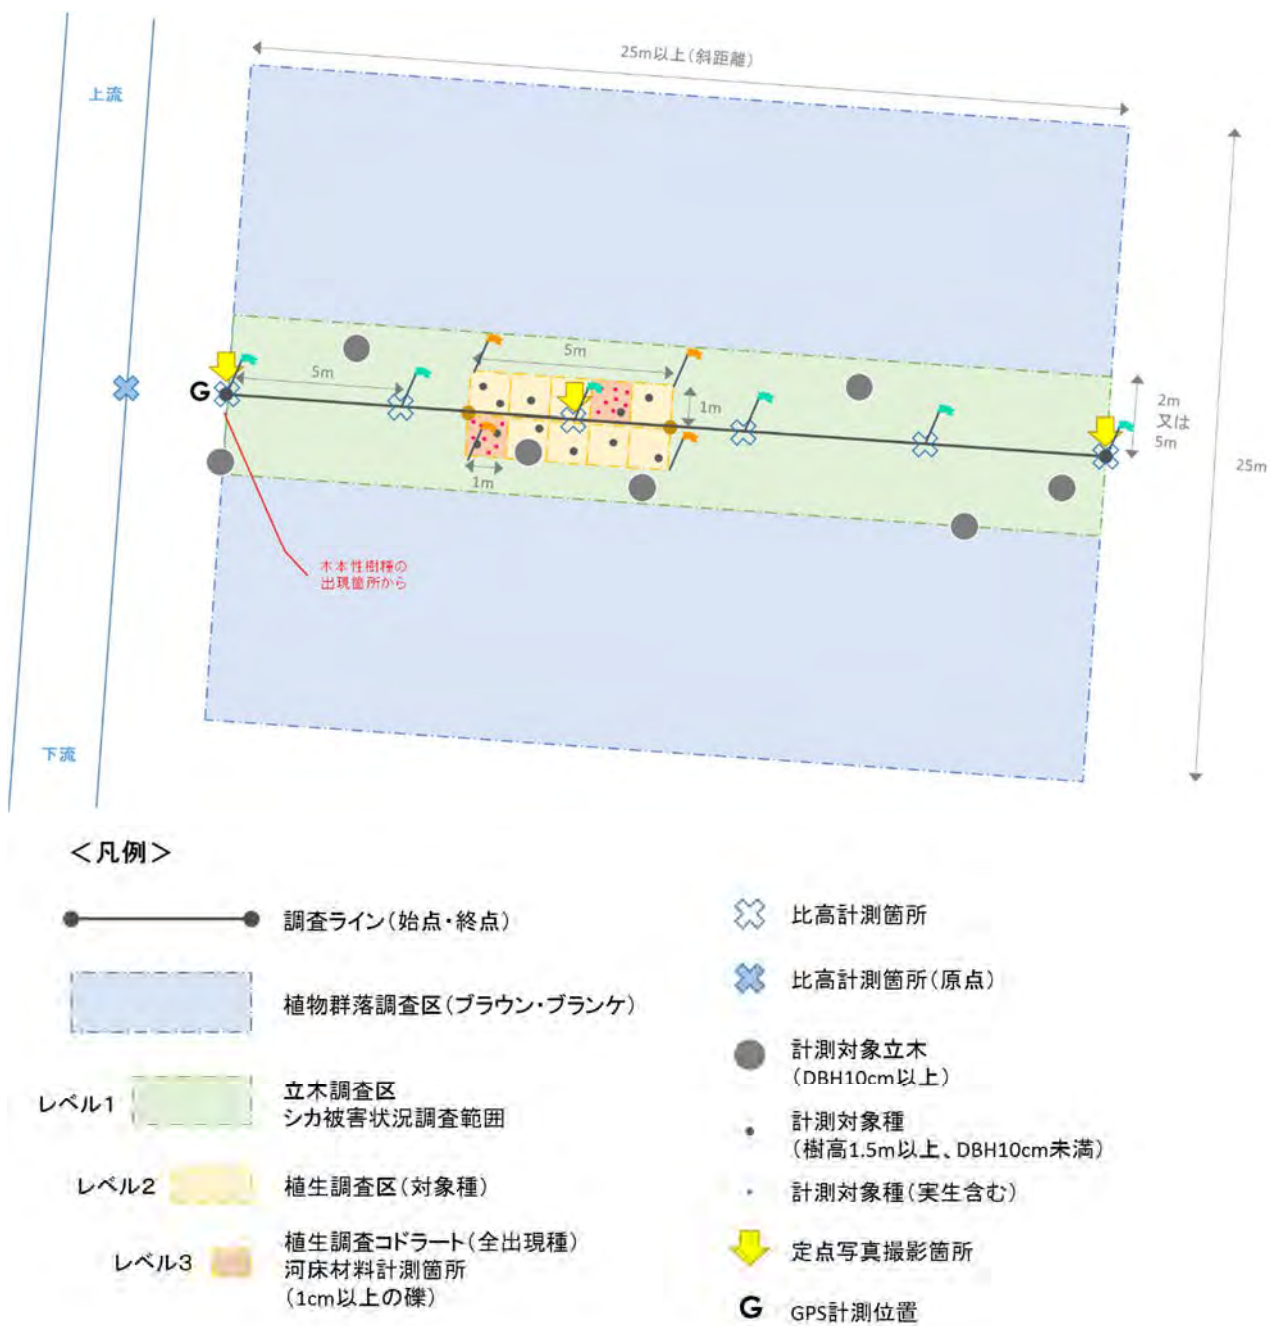 25m以上(斜距離)
上流
5m
5m
1m
G
2m
又は
5m
25m
1m
木本性樹種の
出現箇所から
下流
<凡例>
調査ライン(始点・終点)
植物群落調査区(ブラウン・ブランケ)
レベル1
立木調査区
シカ被害状況調査範囲
レベル2
植生調査区(対象種)
レベル3
植生調査コドラート(全出現種)
河床材料計測箇所
(1cm以上の礫)
比高計測箇所
比高計測箇所(原点)
計測対象立木
(DBH10cm以上)
計測対象種
(樹高1.5m以上、DBH10cm未満)
計測対象種(実生含む)
定点写真撮影箇所
G GPS計測位置